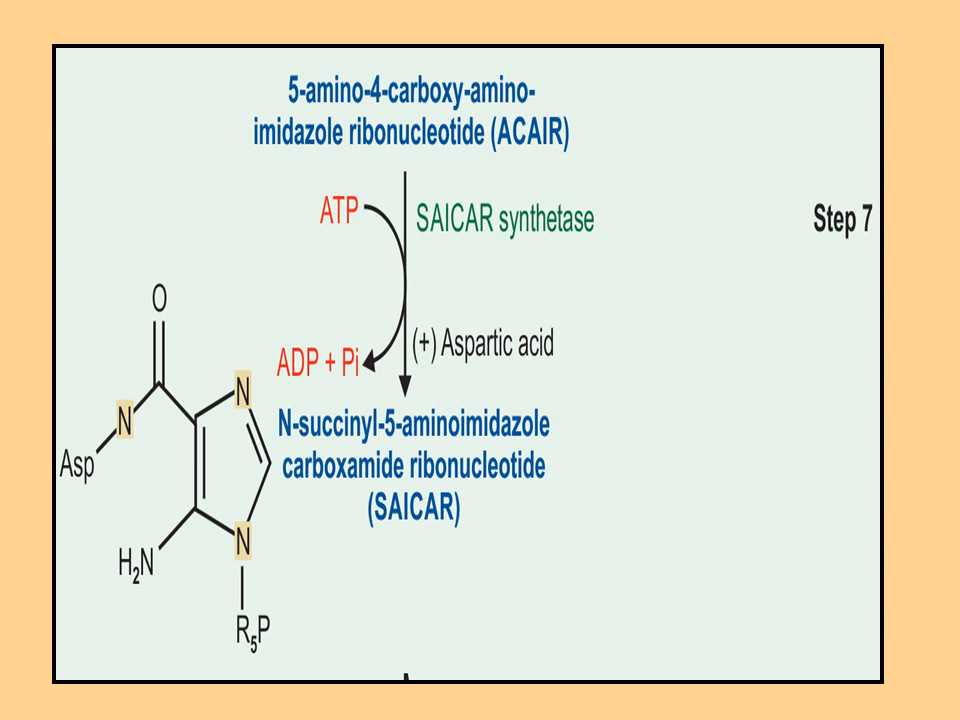 5-amino-4-carboxy-amino-
imidazole ribonucleotide (ACAIR)
ATP
SAICAR synthetase
Step 7
(+) Aspartic acid
ADP + Pi
N-succinyl-5-aminoimidazole
carboxamide ribonucleotide
(SAICAR)
O
N
N
Asp
N
H₂N
R₅P